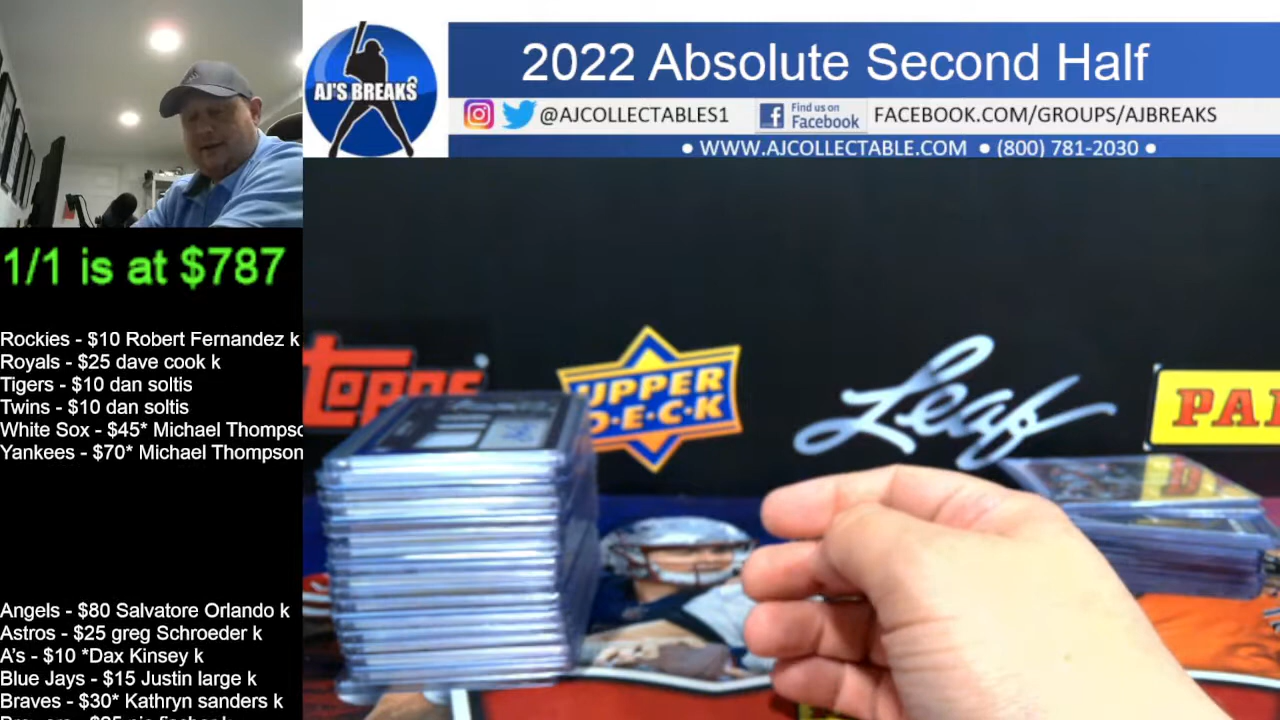 2022 Absolute Second Half
AJ'S BREAKS
@AJCOLLECTABLES1
Find us on
Facebook
FACEBOOK.COM/GROUPS/AJBREAKS
• WWW.AJCOLLECTABLE.COM • (800) 781-2030 •
1/1 is at $787
Rockies - $10 Robert Fernandez k
Royals - $25 dave cook k
Tigers - $10 dan soltis
Twins - $10 dan soltis
White Sox - $45* Michael Thompso
Yankees - $70* Michael Thompson
Topps
UPPER
D·E·C·K
Leaf
PA
Angels - $80 Salvatore Orlando k
Astros - $25 greg Schroeder k
A's - $10 *Dax Kinsey k
Blue Jays - $15 Justin large k
Braves - $30* Kathryn sanders k